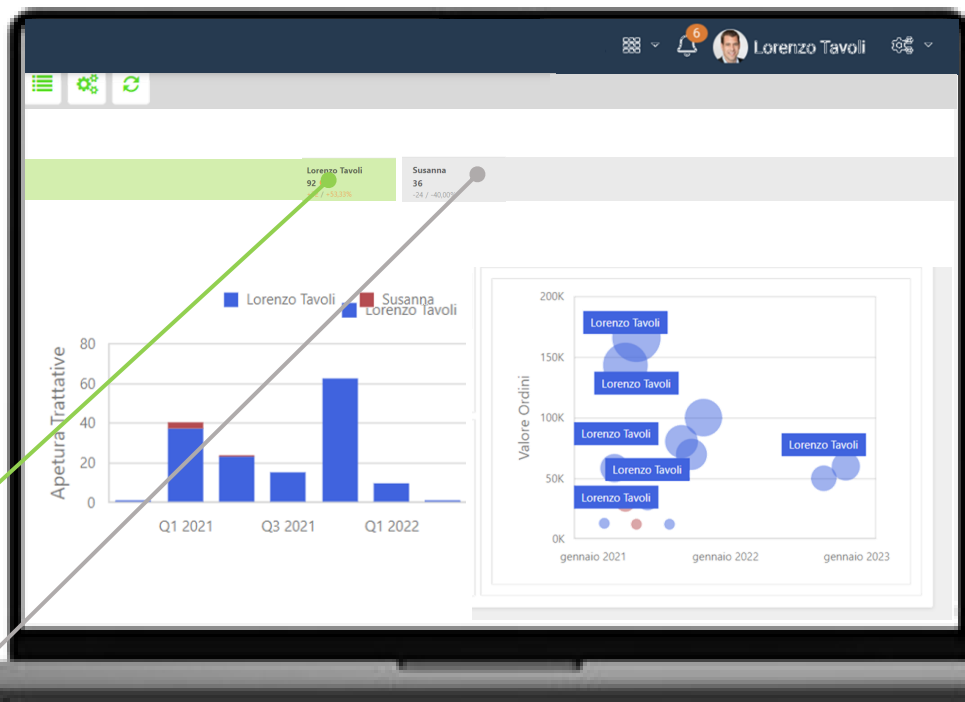 6
Lorenzo Tavoli
Lorenzo Tavoli
92
Susanna
36
-24 / -40,00%
Lorenzo Tavoli
Susanna
Lorenzo Tavoli
Apetura Trattative
80
60
40
20
0
Q1 2021
Q3 2021
Q1 2022
Valore Ordini
200K
150K
100K
50K
0K
Lorenzo Tavoli
Lorenzo Tavoli
Lorenzo Tavoli
Lorenzo Tavoli
Lorenzo Tavoli
Lorenzo Tavoli
gennaio 2021
gennaio 2022
gennaio 2023